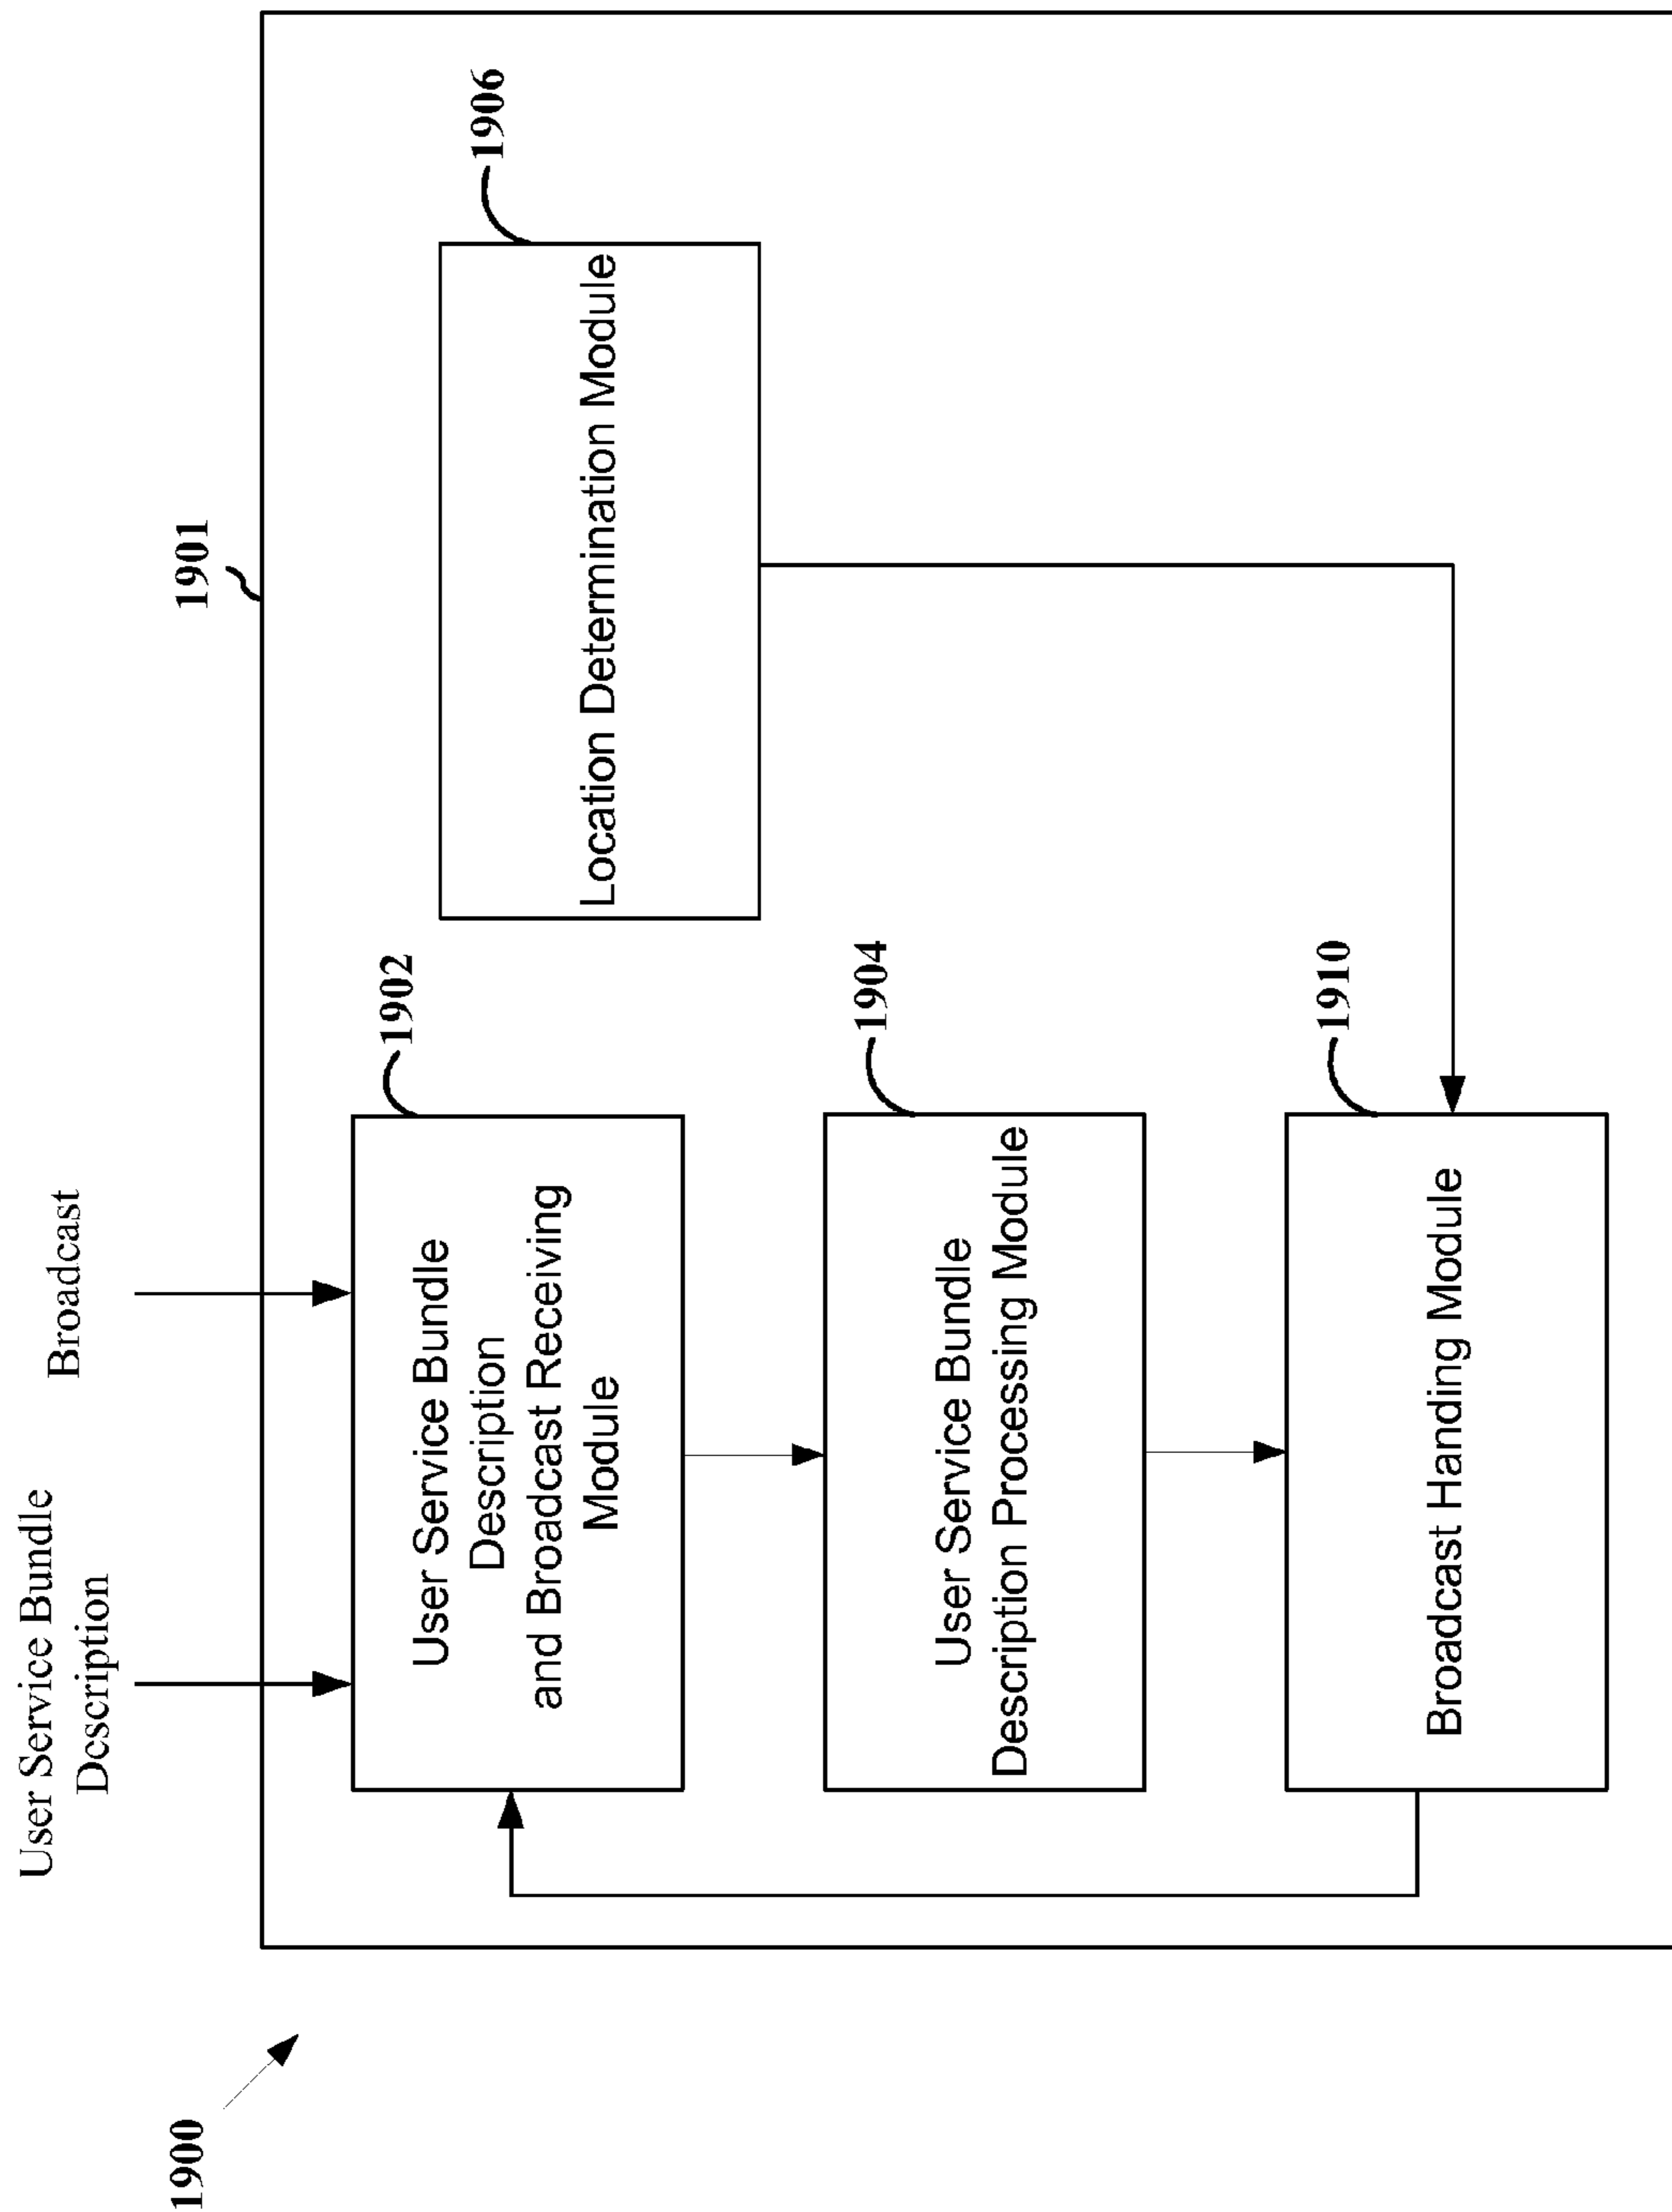 1900
User Service Bundle
Description
Broadcast
1901
1902
User Service Bundle
Description
and Broadcast Receiving
Module
1906
Location Determination Module
1904
User Service Bundle
Description Processing Module
1910
Broadcast Handing Module